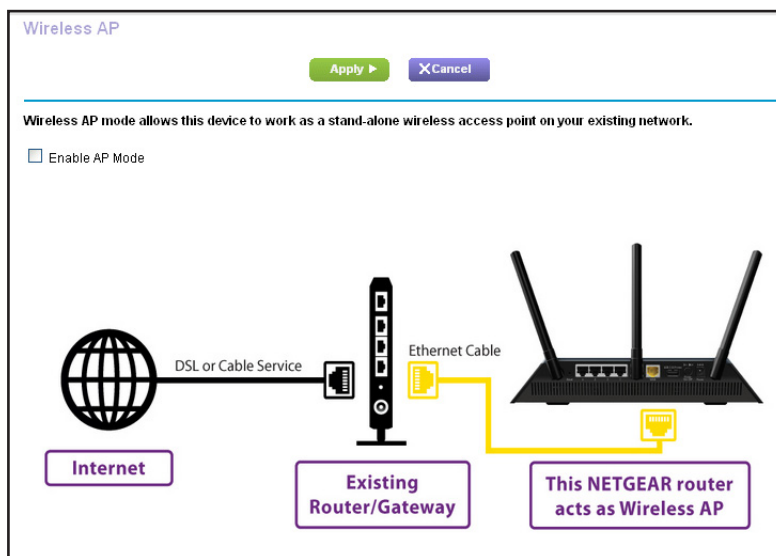 Wireless AP
Apply
Cancel
Wireless AP mode allows this device to work as a stand-alone wireless access point on your existing network.
Enable AP Mode
DSL or Cable Service
Ethernet Cable
Internet
Existing
Router/Gateway
This NETGEAR router
acts as Wireless AP